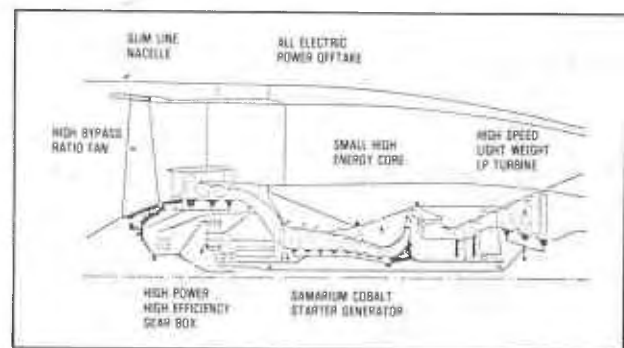 SLIM LINE
NACELLE
ALL ELECTRIC
POWER OFFTAKE
HIGH BYPASS
RATIO FAN
SMALL HIGH
ENERGY CORE
HIGH SPEED
LIGHT WEIGHT
LP TURBINE
HIGH POWER
HIGH EFFICIENCY
GEAR BOX
SAMARIUM COBALT
STARTER GENERATOR